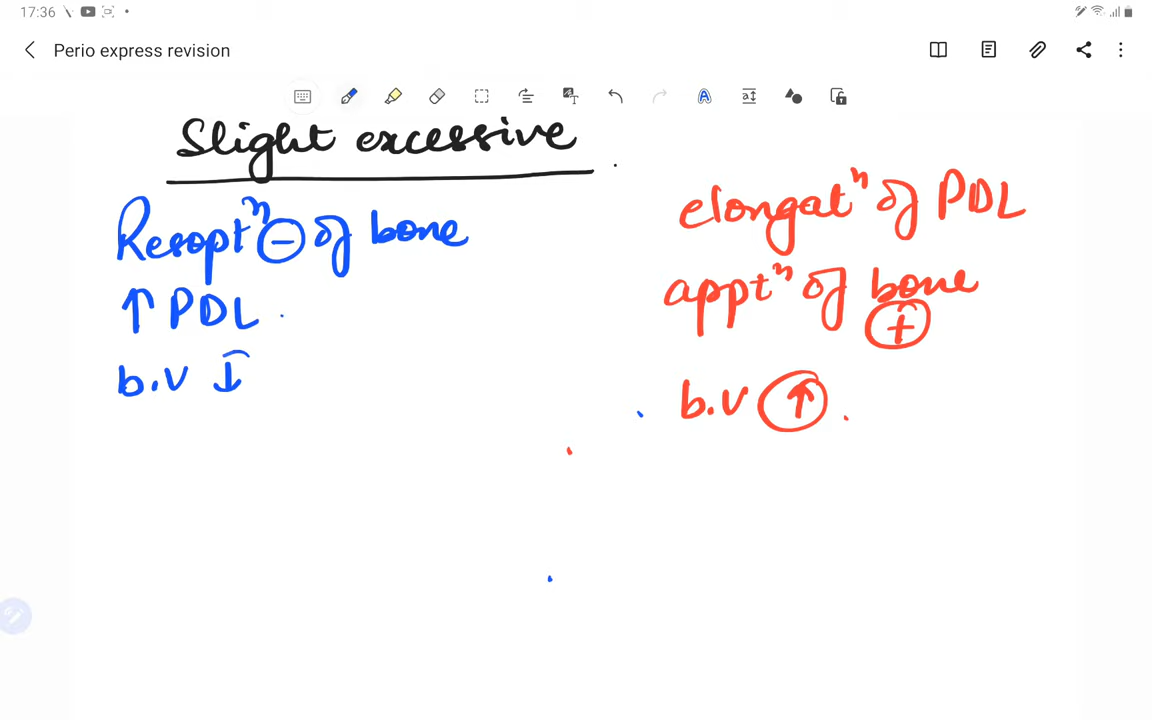 17:36
Perio express revision
Slight excessive
Resoptⁿ ⊖ of bone
↑ PDL
b.v ↓
elongatⁿ of PDL
apptⁿ of bone
+
b.v ↑